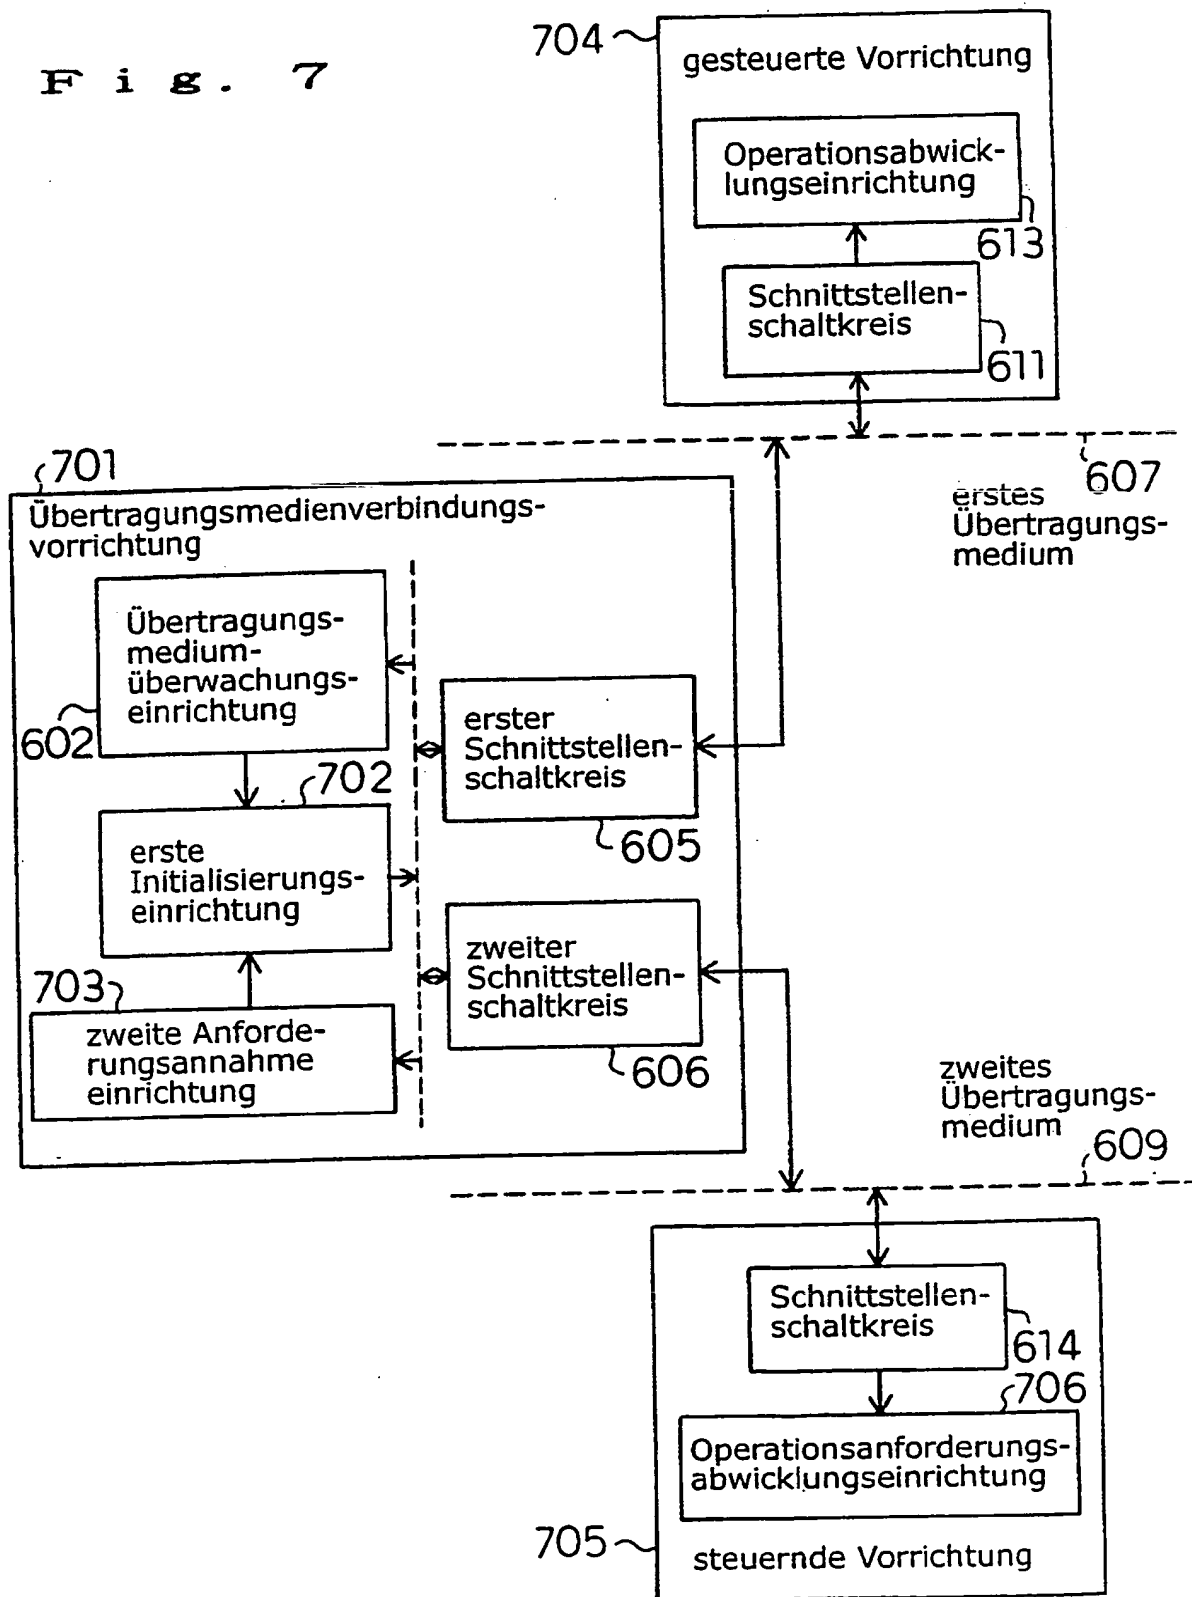 Fig. 7
704
gesteuerte Vorrichtung
Operationsabwick-
lungseinrichtung
613
Schnittstellen-
schaltkreis
611
607
erstes
Übertragungs-
medium
701
Übertragungsmedienverbindungs-
vorrichtung
Übertragungs-
medium-
überwachungs-
einrichtung
602
erster
Schnittstellen-
schaltkreis
605
702
erste
Initialisierungs-
einrichtung
zweiter
Schnittstellen-
schaltkreis
606
703
zweite Anforde-
rungsannahme
einrichtung
zweites
Übertragungs-
medium
609
Schnittstellen-
schaltkreis
614
706
Operationsanforderungs-
abwicklungseinrichtung
705
steuernde Vorrichtung